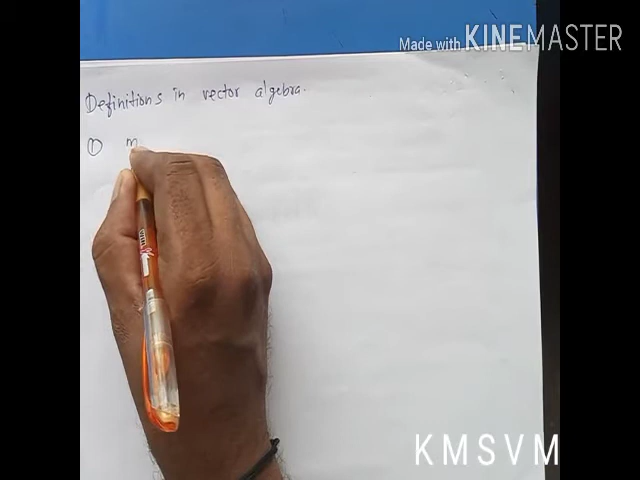 Made with KINEMASTER
Definitions in vector algebra.
① m
KMSVM